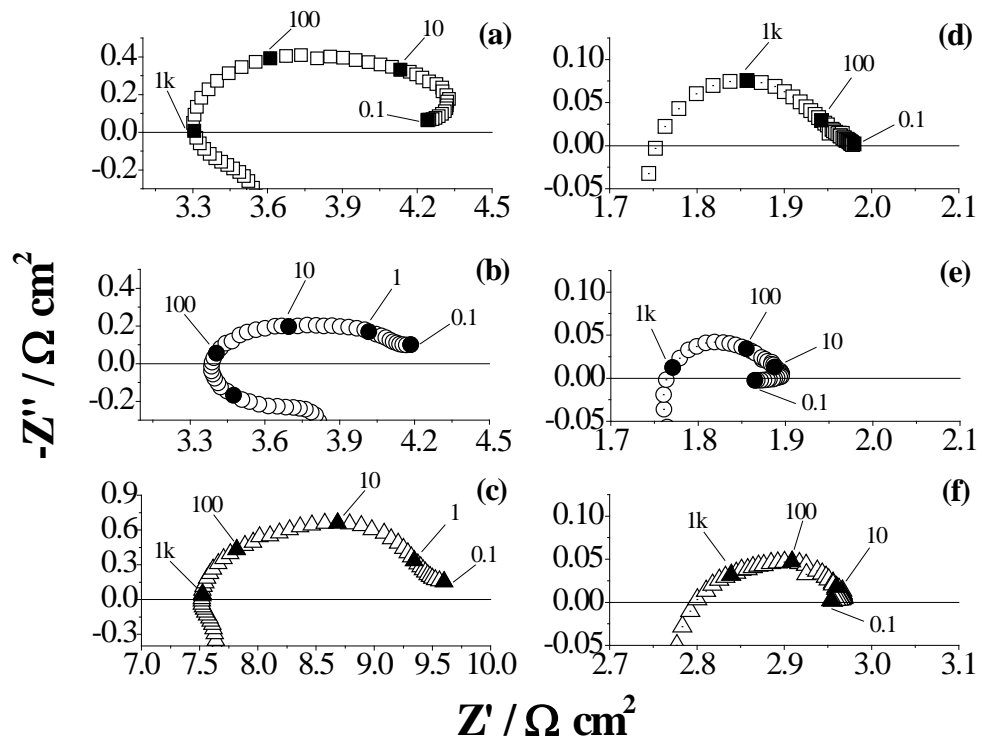 (a)
0.4
0.2
0.0
-0.2
1k
100
10
0.1
3.3 3.6 3.9 4.2 4.5
(d)
0.10
0.05
0.00
-0.05
1k
100
0.1
1.7 1.8 1.9 2.0 2.1
(b)
0.4
0.2
0.0
-0.2
100
10
1
0.1
3.3 3.6 3.9 4.2 4.5
(e)
0.10
0.05
0.00
-0.05
1k
100
10
0.1
1.7 1.8 1.9 2.0 2.1
(c)
0.9
0.6
0.3
0.0
-0.3
1k
100
10
1
0.1
7.0 7.5 8.0 8.5 9.0 9.5 10.0
(f)
0.10
0.05
0.00
-0.05
1k
100
10
0.1
2.7 2.8 2.9 3.0 3.1
-Z'' / Ω cm²
Z' / Ω cm²